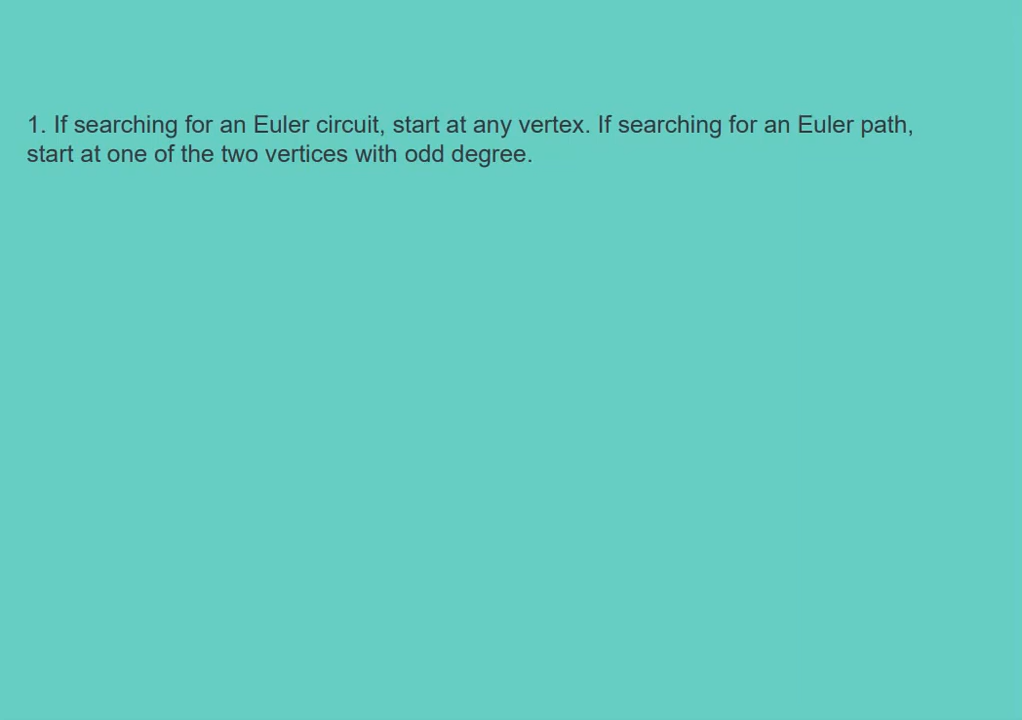 1. If searching for an Euler circuit, start at any vertex. If searching for an Euler path,
start at one of the two vertices with odd degree.